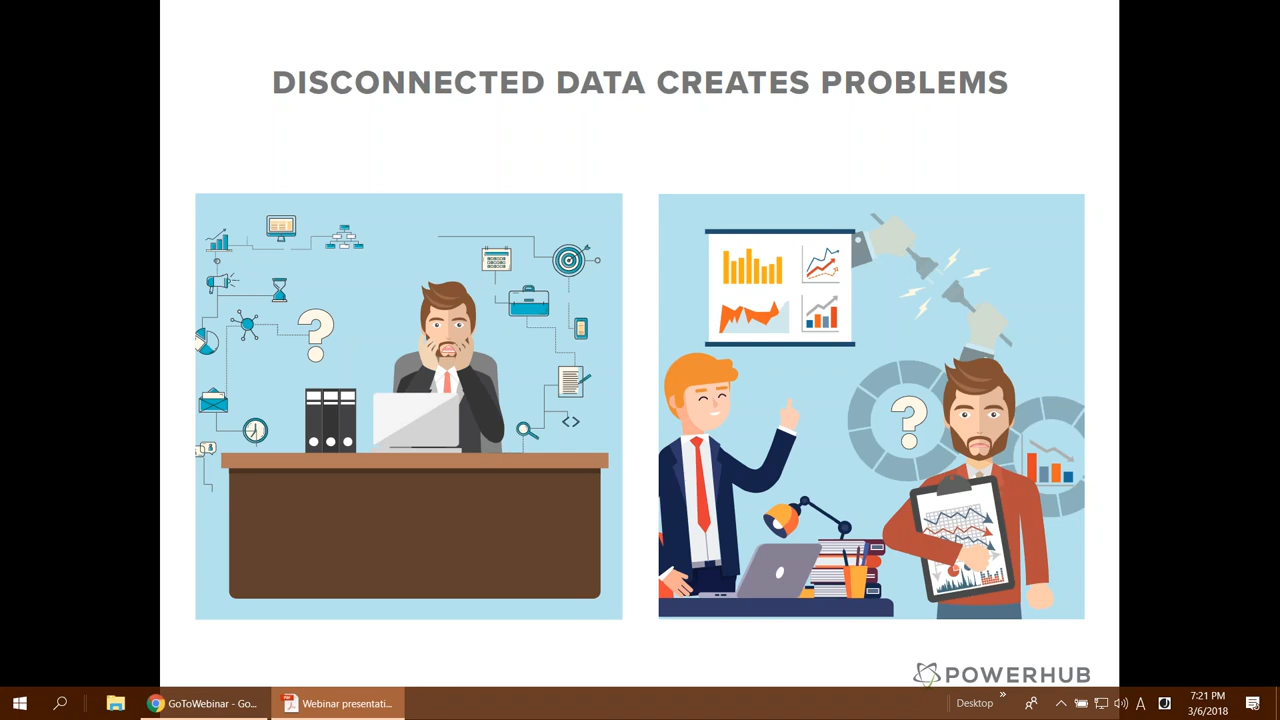 DISCONNECTED DATA CREATES PROBLEMS
?
</>
?
POWERHUB
GoToWebinar - Go...
Webinar presentati...
Desktop
A
7:21 PM
3/6/2018